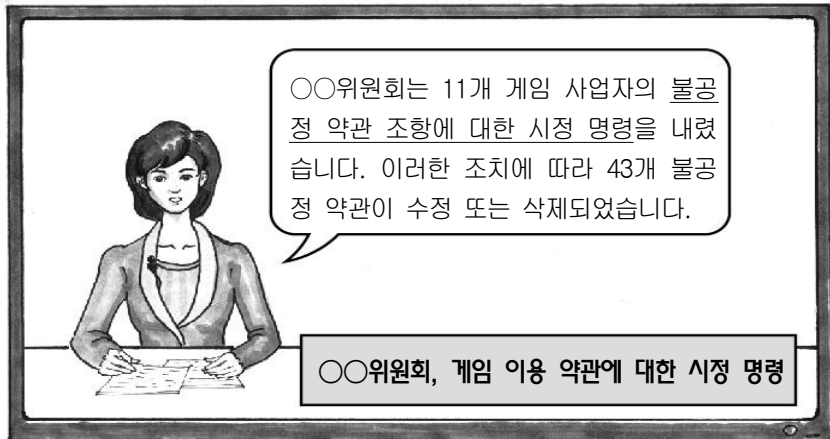 ○○위원회는 11개 게임 사업자의 불공
정 약관 조항에 대한 시정 명령을 내렸
습니다. 이러한 조치에 따라 43개 불공
정 약관이 수정 또는 삭제되었습니다.
○○위원회, 게임 이용 약관에 대한 시정 명령